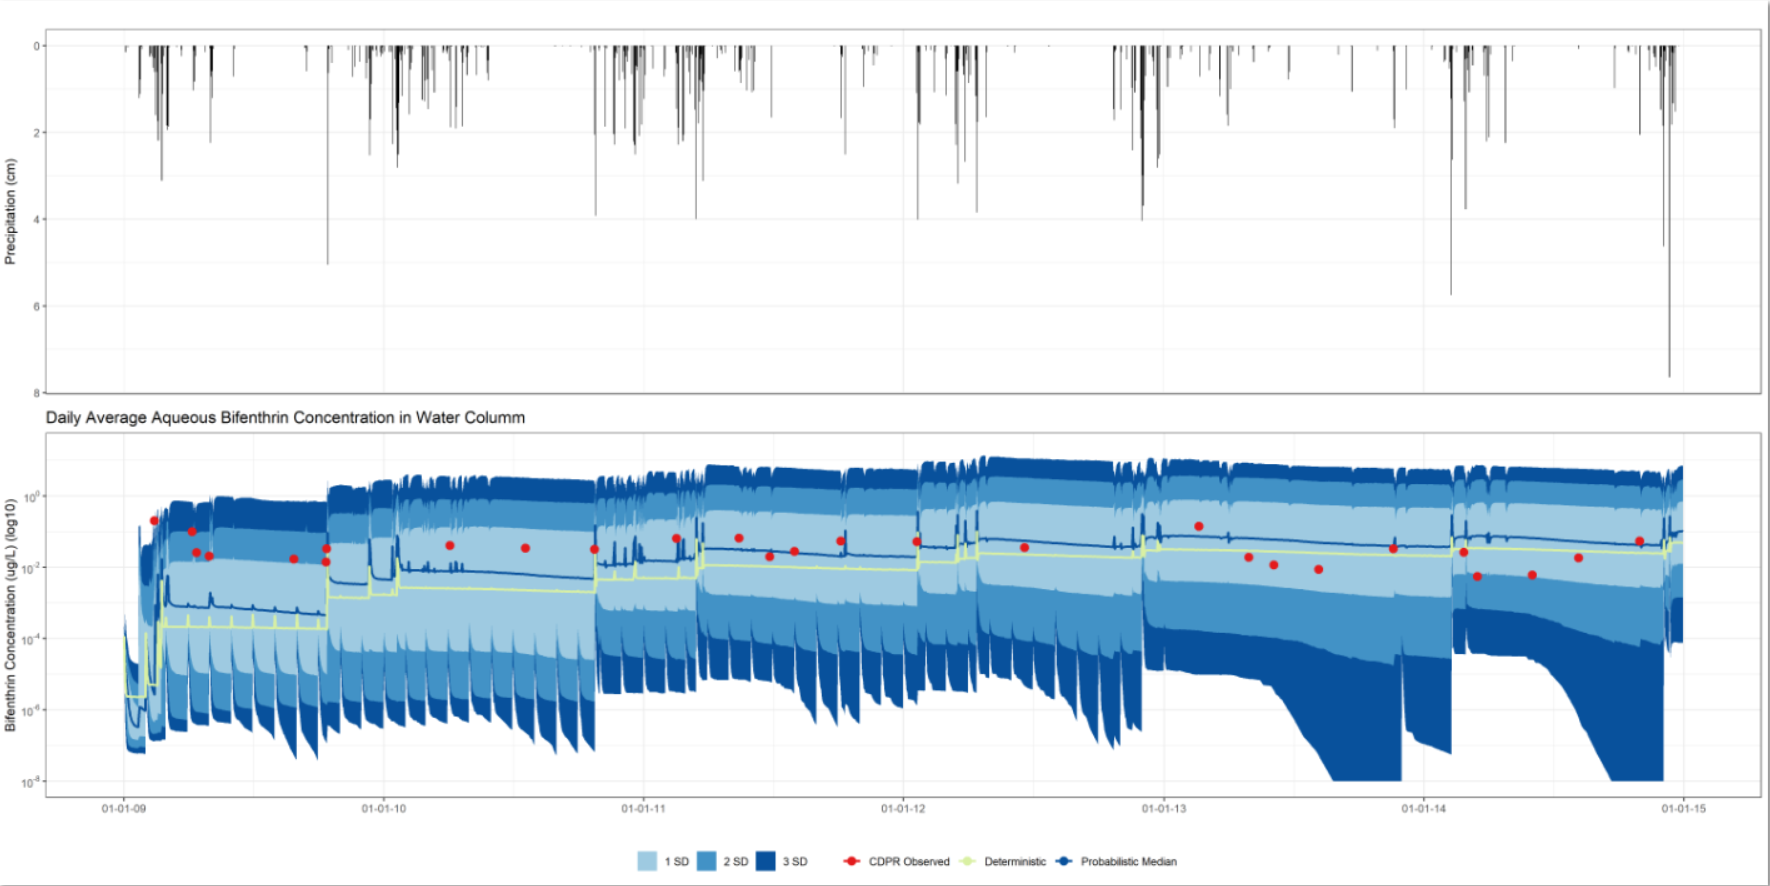 0
2
4
6
8
Precipitation (cm)
Daily Average Aqueous Bifenthrin Concentration in Water Columm
10⁰
10⁻²
10⁻⁴
10⁻⁶
10⁻⁸
Bifenthrin Concentration (ug/L) (log10)
01-01-09 01-01-10 01-01-11 01-01-12 01-01-13 01-01-14 01-01-15
1 SD 2 SD 3 SD CDPR Observed Deterministic Probabilistic Median